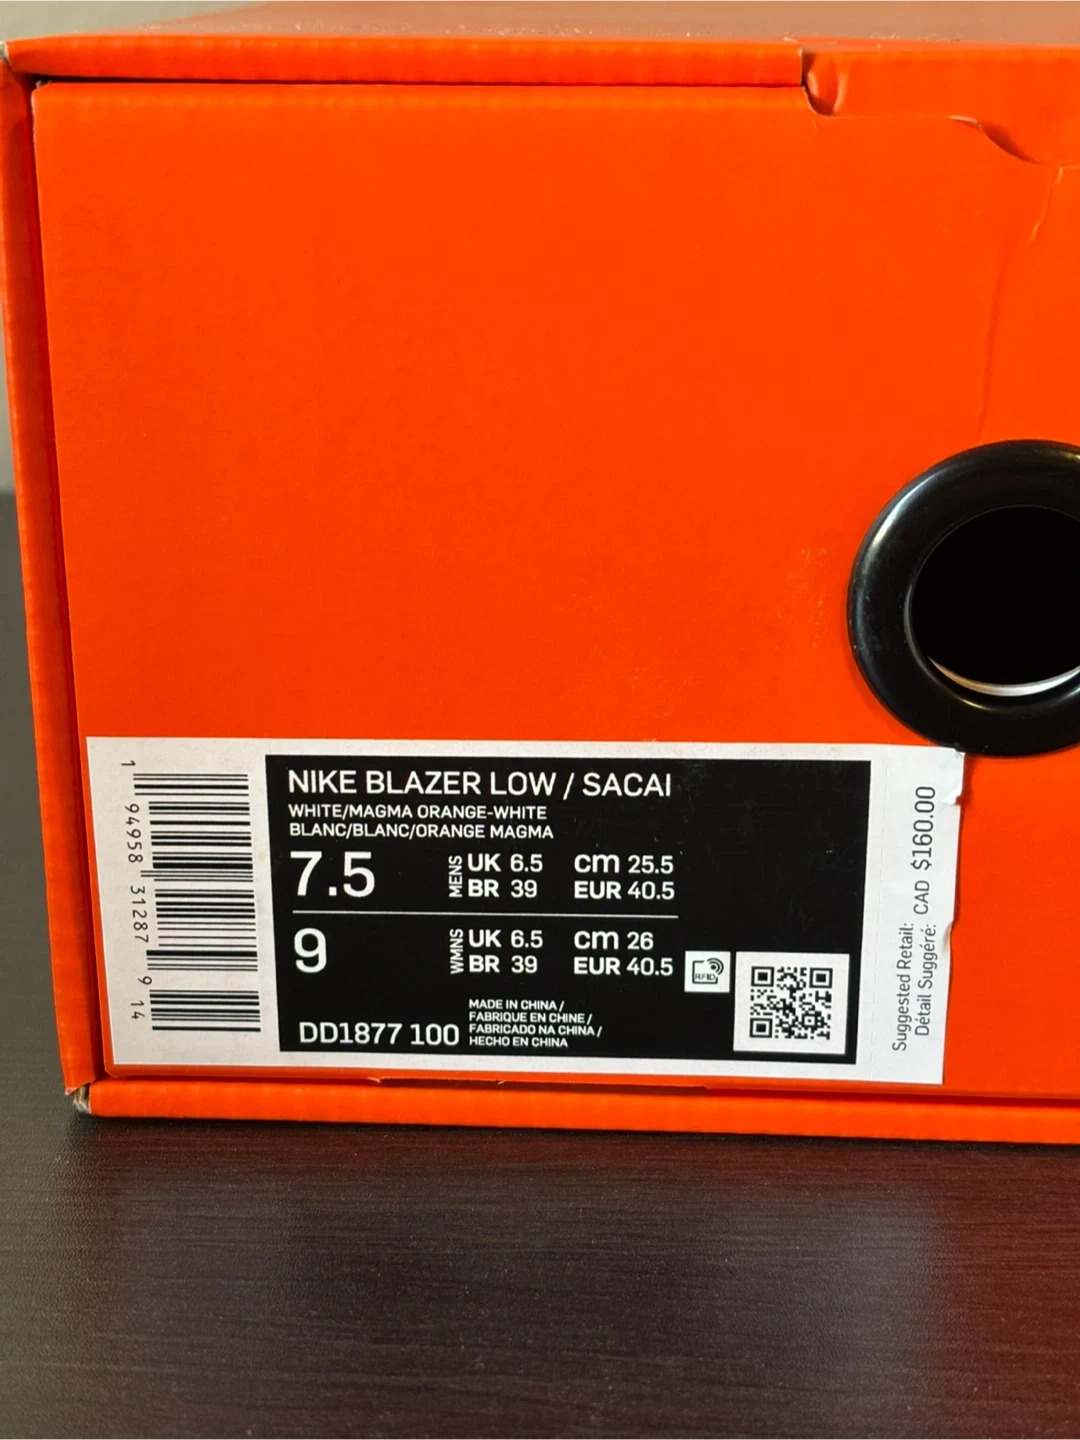 1 94958 31287 9 14
NIKE BLAZER LOW / SACAI
WHITE/MAGMA ORANGE-WHITE
BLANC/BLANC/ORANGE MAGMA
7.5
MENS
UK 6.5 cm 25.5
BR 39 EUR 40.5
9
WMNS
UK 6.5 cm 26
BR 39 EUR 40.5
RFID
DD1877 100
MADE IN CHINA /
FABRIQUE EN CHINE /
FABRICADO NA CHINA /
HECHO EN CHINA
Suggested Retail:
Détail Suggéré: CAD $160.00